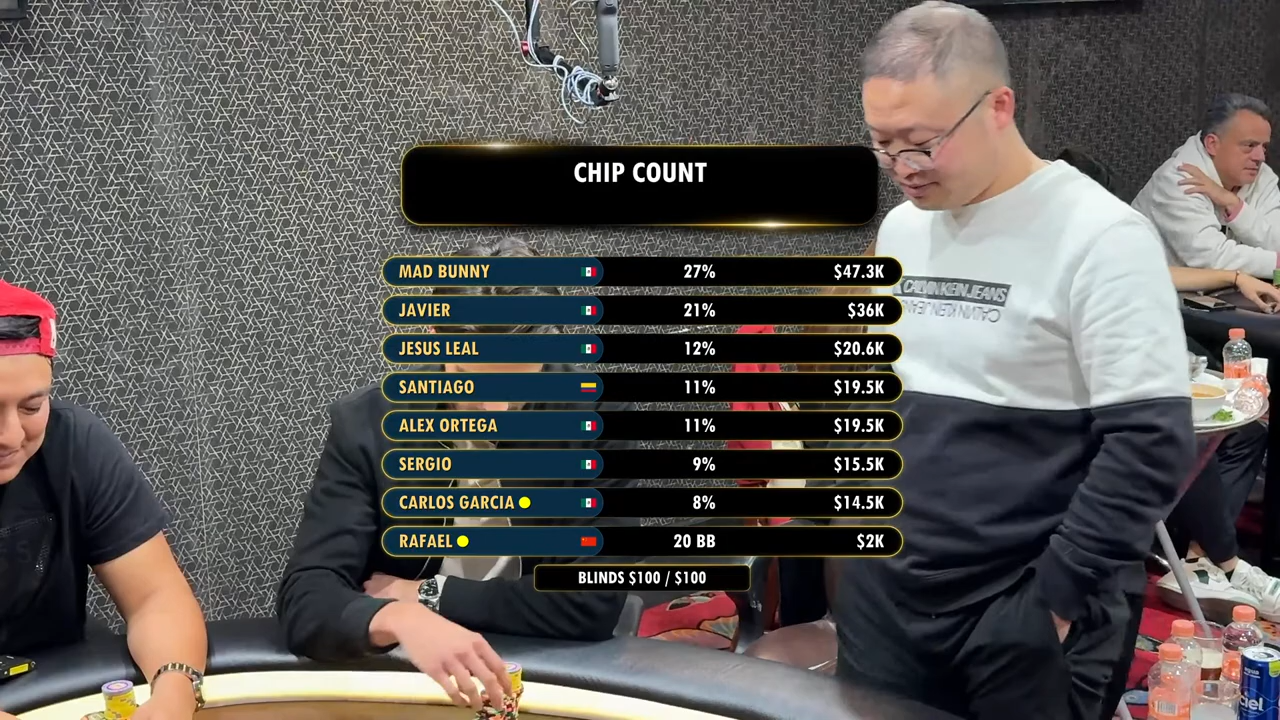 CHIP COUNT
MAD BUNNY 27% $47.3K
JAVIER 21% $36K
JESUS LEAL 12% $20.6K
SANTIAGO 11% $19.5K
ALEX ORTEGA 11% $19.5K
SERGIO 9% $15.5K
CARLOS GARCIA 8% $14.5K
RAFAEL 20 BB $2K
BLINDS $100 / $100
CALVIN KLEIN JEANS
CALVIN KLEIN JEANS
ciel